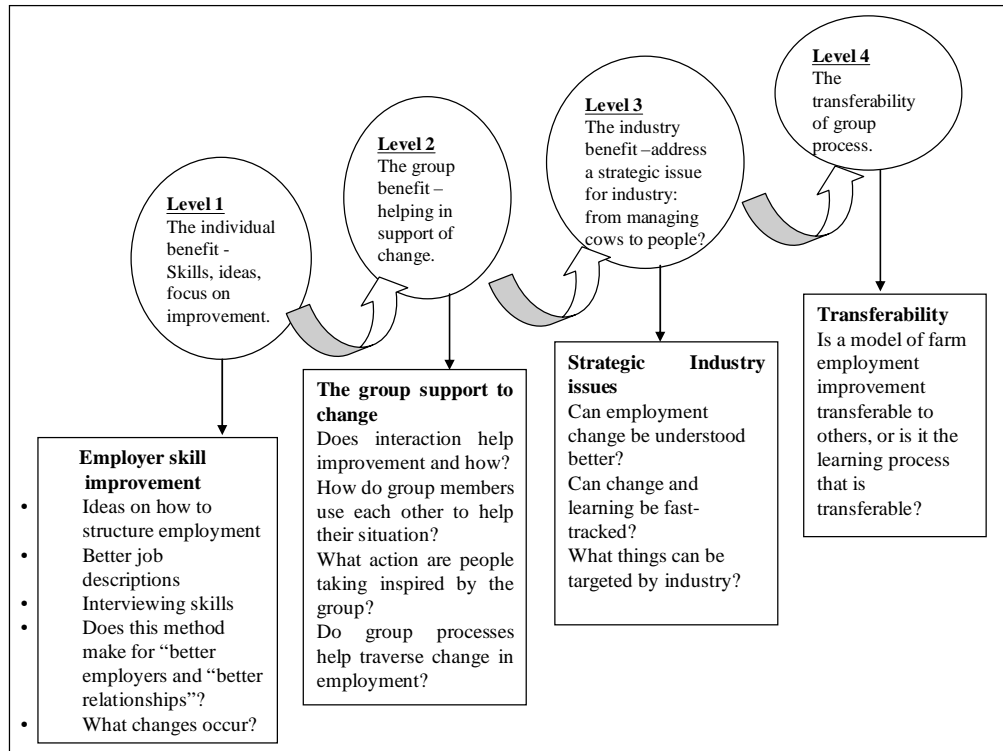 Level 1
The individual
benefit -
Skills, ideas,
focus on
improvement.
Level 2
The group
benefit –
helping in
support of
change.
Level 3
The industry
benefit –address
a strategic issue
for industry:
from managing
cows to people?
Level 4
The
transferability
of group
process.
Employer skill
improvement
• Ideas on how to
structure employment
• Better job
descriptions
• Interviewing skills
• Does this method
make for “better
employers and “better
relationships”?
• What changes occur?
The group support to
change
Does interaction help
improvement and how?
How do group members
use each other to help
their situation?
What action are people
taking inspired by the
group?
Do group processes
help traverse change in
employment?
Strategic Industry
issues
Can employment
change be understood
better?
Can change and
learning be fast-
tracked?
What things can be
targeted by industry?
Transferability
Is a model of farm
employment
improvement
transferable to
others, or is it the
learning process
that is
transferable?